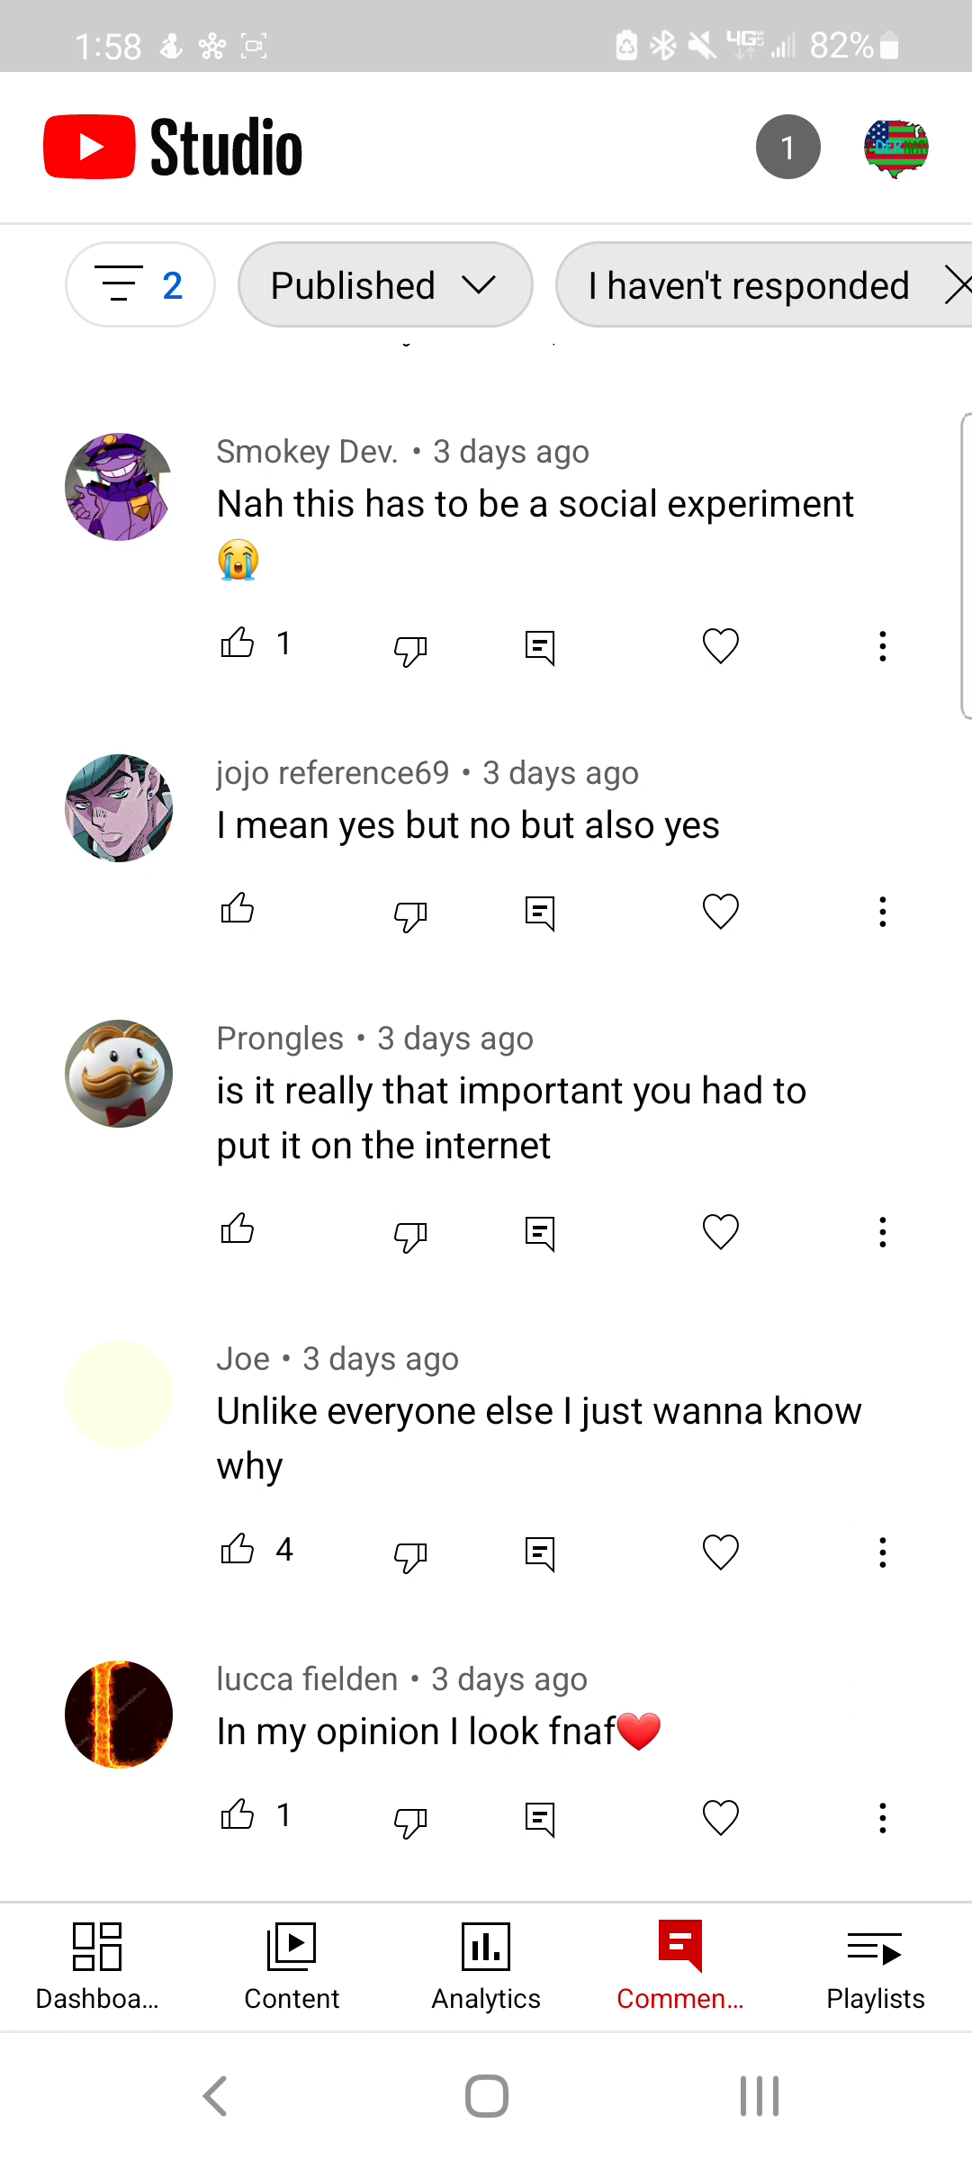 1:58
4G
82%
Studio
1
2
Published
I haven't responded
Smokey Dev. • 3 days ago
Nah this has to be a social experiment
😭
1
jojo reference69 • 3 days ago
I mean yes but no but also yes
Prongles • 3 days ago
is it really that important you had to
put it on the internet
Joe • 3 days ago
Unlike everyone else I just wanna know
why
4
lucca fielden • 3 days ago
In my opinion I look fnaf❤️
1
Dashboa...
Content
Analytics
Commen...
Playlists